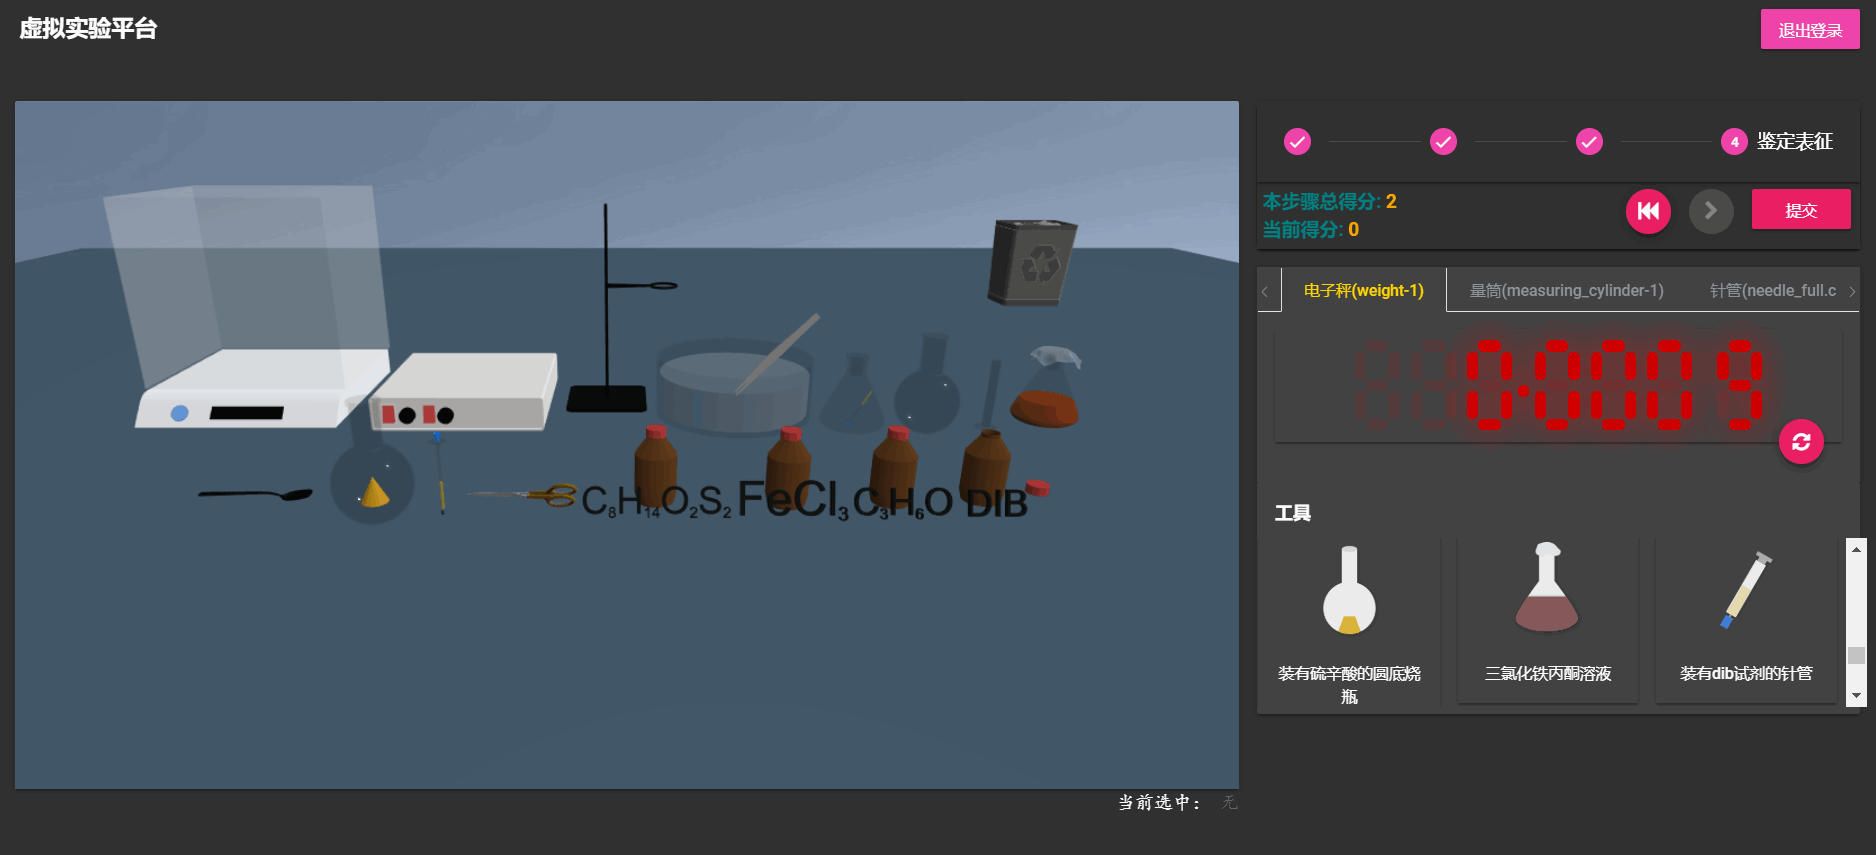 虚拟实验平台
退出登录
4 鉴定表征
本步骤总得分: 2
当前得分: 0
提交
电子秤(weight-1)
量筒(measuring_cylinder-1)
针管(needle_full.c
0.0003
C8H14O2S2
FeCl3
C3H6O
DIB
工具
装有硫辛酸的圆底烧
瓶
三氯化铁丙酮溶液
装有dib试剂的针管
当前选中： 无